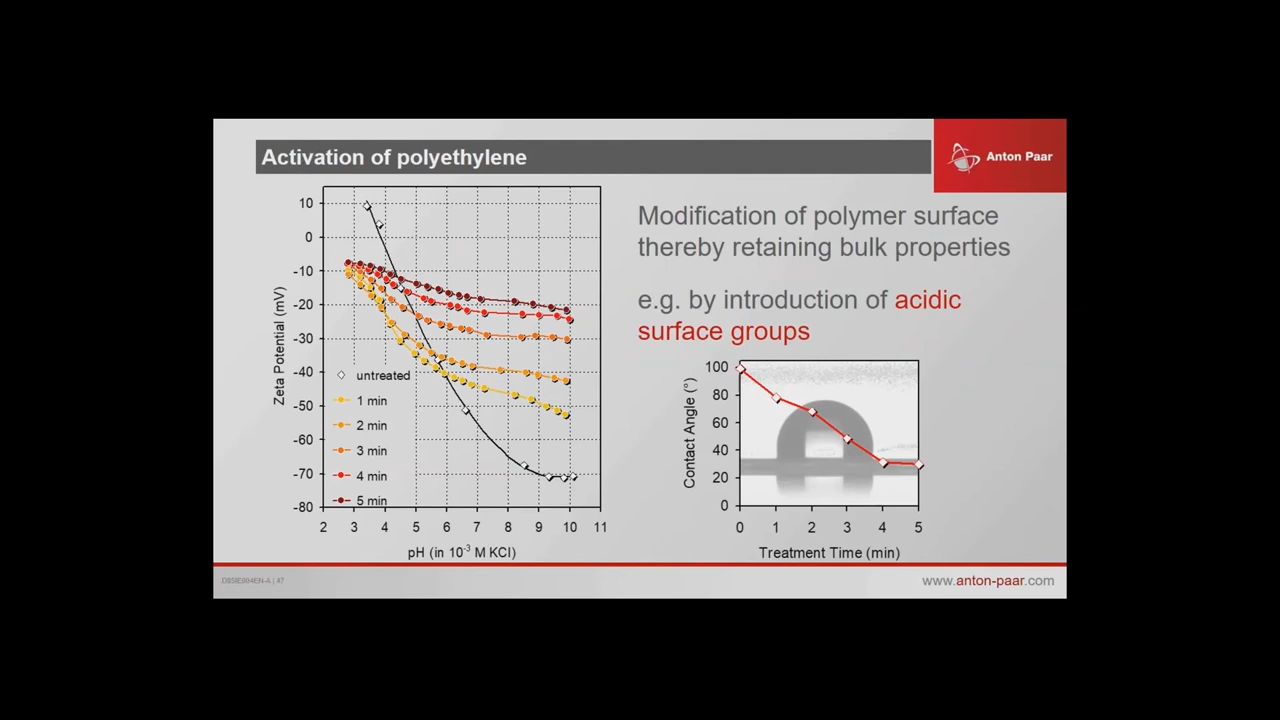 Activation of polyethylene
Anton Paar
10
0
-10
-20
-30
-40
-50
-60
-70
-80
Zeta Potential (mV)
untreated
1 min
2 min
3 min
4 min
5 min
2 3 4 5 6 7 8 9 10 11
pH (in 10⁻³ M KCl)
Modification of polymer surface
thereby retaining bulk properties
e.g. by introduction of acidic
surface groups
100
80
60
40
20
0
Contact Angle (°)
0 1 2 3 4 5
Treatment Time (min)
D85IE004EN-A | 47
www.anton-paar.com